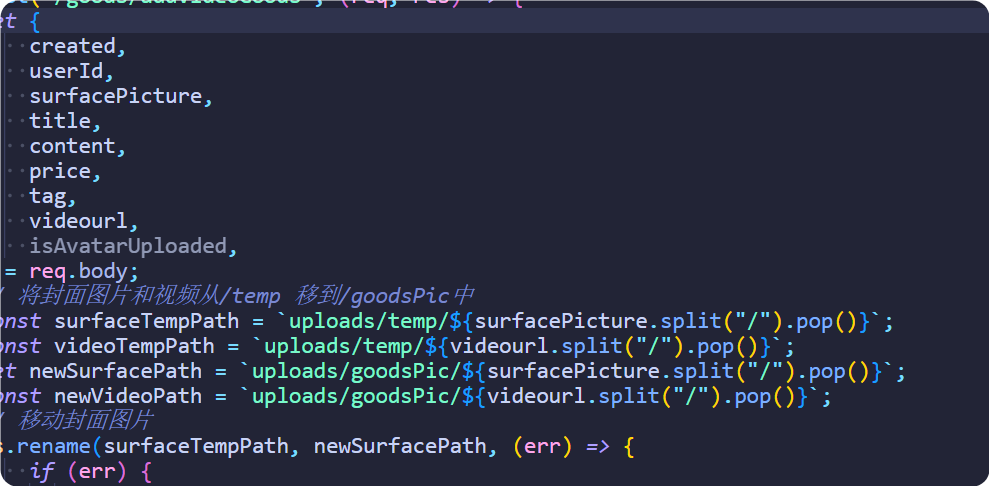 et {
created,
userId,
surfacePicture,
title,
content,
price,
tag,
videourl,
isAvatarUploaded,
= req.body;
/ 将封面图片和视频从/temp 移到/goodsPic中
onst surfaceTempPath = `uploads/temp/${surfacePicture.split("/").pop()}`;
onst videoTempPath = `uploads/temp/${videourl.split("/").pop()}`;
et newSurfacePath = `uploads/goodsPic/${surfacePicture.split("/").pop()}`;
onst newVideoPath = `uploads/goodsPic/${videourl.split("/").pop()}`;
/ 移动封面图片
s.rename(surfaceTempPath, newSurfacePath, (err) => {
if (err) {